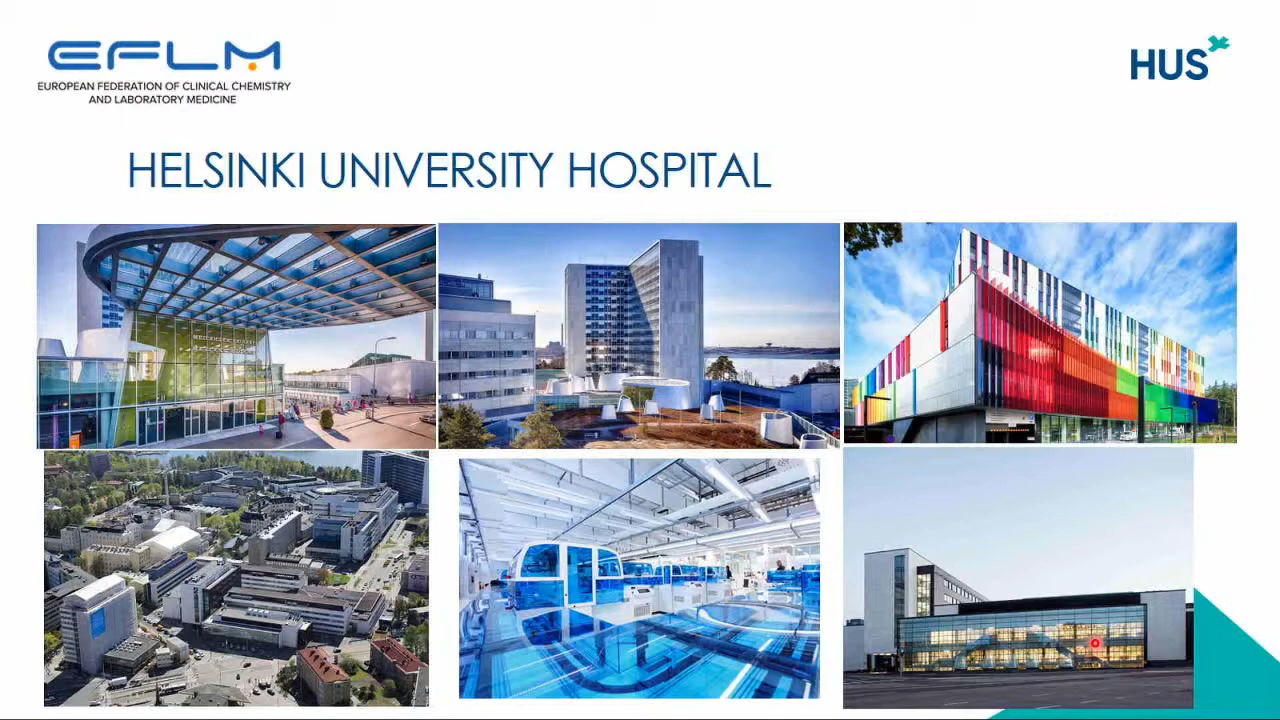 EFLM
EUROPEAN FEDERATION OF CLINICAL CHEMISTRY
AND LABORATORY MEDICINE
HUS
HELSINKI UNIVERSITY HOSPITAL